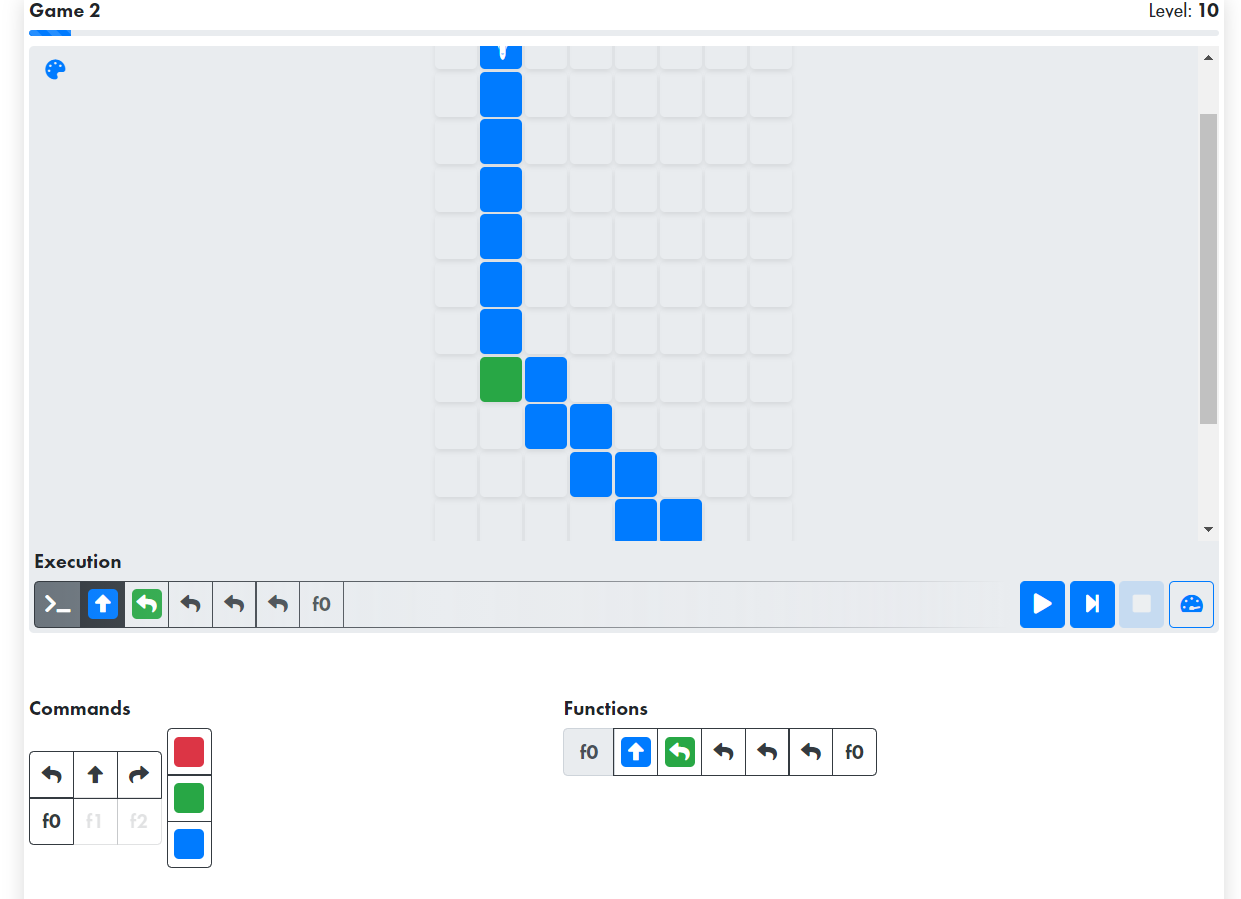 Game 2
Level: 10
Execution
f0
Commands
Functions
f0
f0
f0 f1 f2